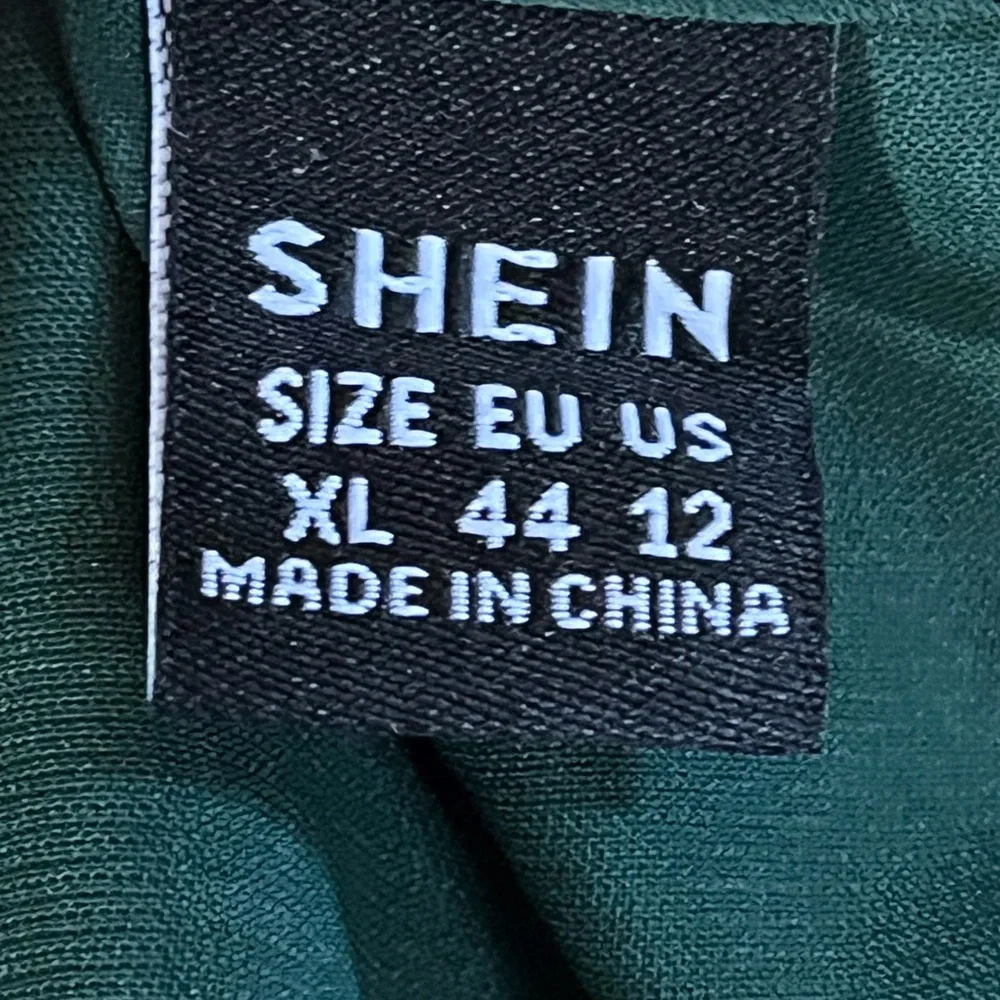 SHEIN
SIZE EU US
XL 44 12
MADE IN CHINA